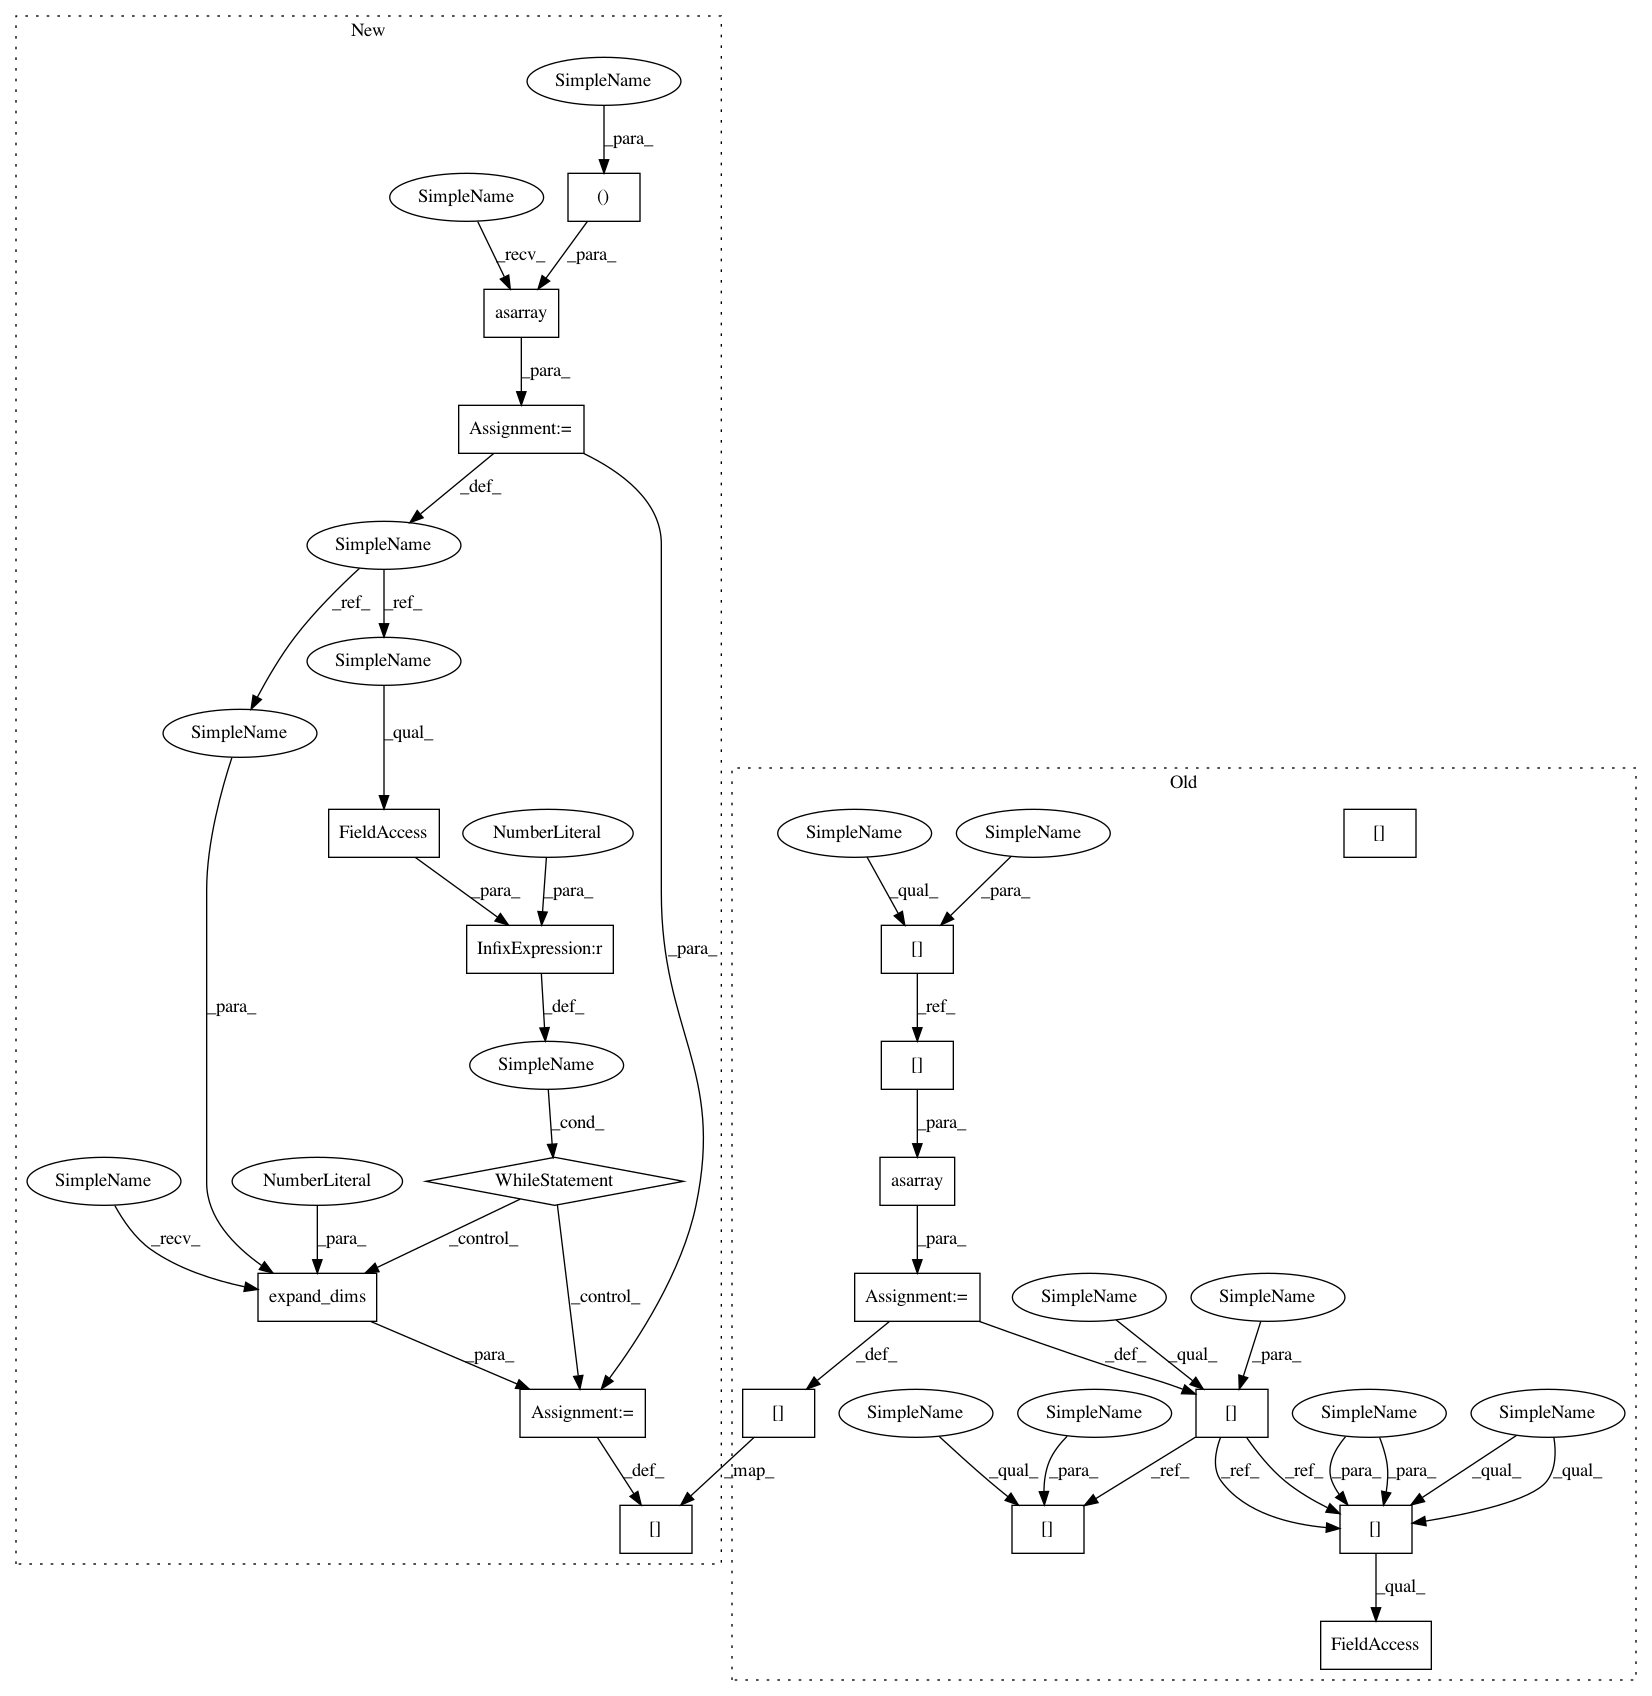 New
SimpleName
_para_
SimpleName
()
_recv_
_para_
asarray
_para_
Assignment:=
_def_
SimpleName
_ref_
_ref_
SimpleName
SimpleName
_qual_
FieldAccess
NumberLiteral
_para_
_para_
InfixExpression:r
_para_
_para_
_def_
SimpleName
_cond_
SimpleName
NumberLiteral
WhileStatement
_recv_
_para_
_control_
expand_dims
_control_
_para_
Assignment:=
_def_
[]
Old
SimpleName
SimpleName
[]
_qual_
_para_
[]
_ref_
[]
_para_
asarray
_para_
Assignment:=
SimpleName
SimpleName
_def_
_def_
_qual_
_para_
[]
SimpleName
SimpleName
[]
SimpleName
SimpleName
_map_
_qual_
_para_
_ref_
_ref_
_ref_
_para_
_para_
_qual_
_qual_
[]
[]
_qual_
FieldAccess